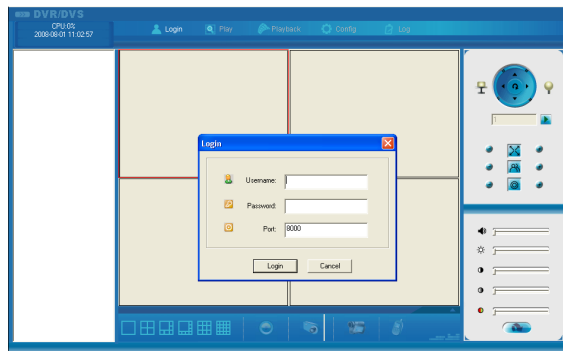 DVR/DVS
CPU:0%
2008-08-01 11:02:57
Login
Play
Playback
Config
Log
Login
Username:
Password:
Port: 8000
Login
Cancel